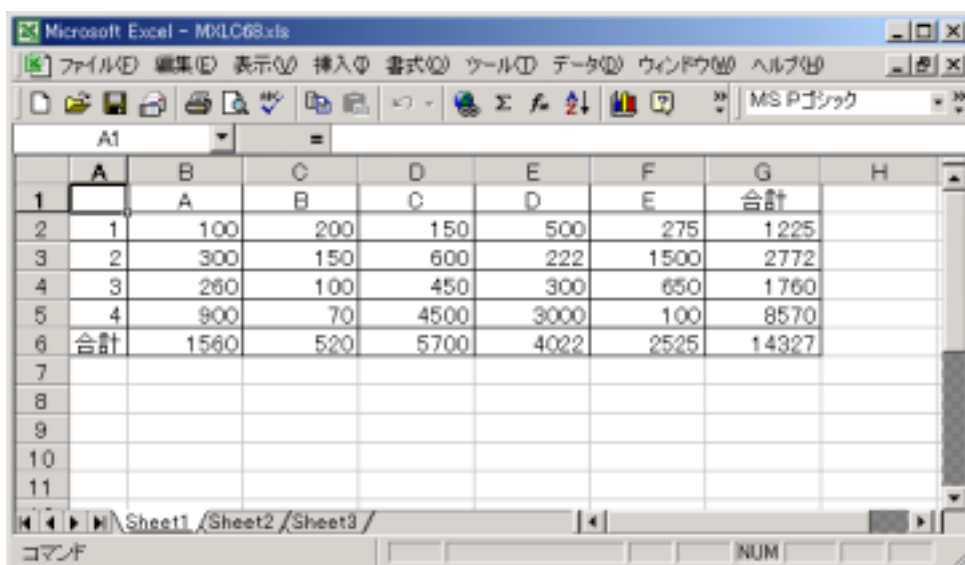 Microsoft Excel - MXLC68.xls
ファイル(F) 編集(E) 表示(V) 挿入(I) 書式(O) ツール(T) データ(D) ウィンドウ(W) ヘルプ(H)
MS Pゴシック
A1 =
A B C D E F G H
1 A B C D E 合計
2 1 100 200 150 500 275 1225
3 2 300 150 600 222 1500 2772
4 3 260 100 450 300 650 1760
5 4 900 70 4500 3000 100 8570
6 合計 1560 520 5700 4022 2525 14327
7
8
9
10
11
Sheet1 Sheet2 Sheet3
コマンド NUM